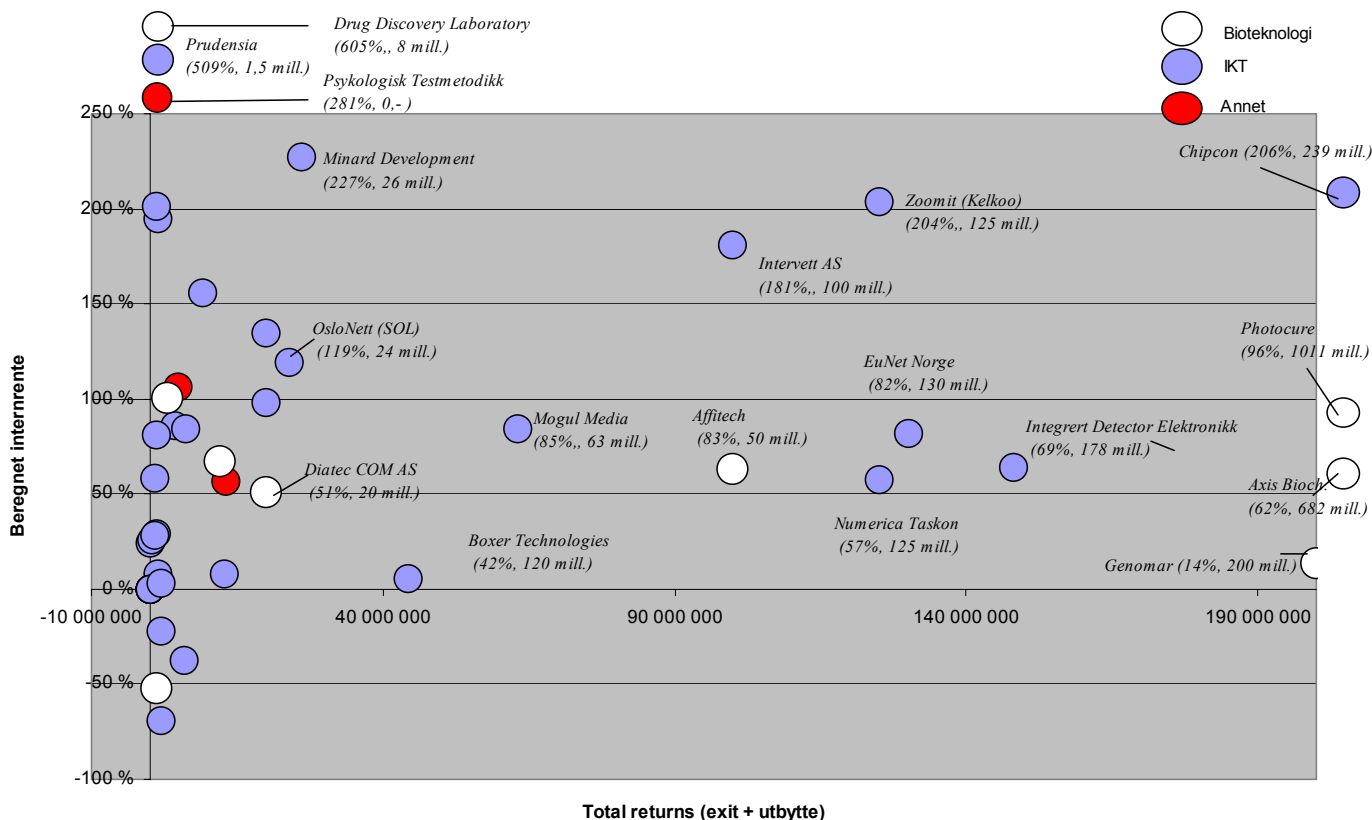 Drug Discovery Laboratory
(605%,, 8 mill.)
Prudensia
(509%, 1,5 mill.)
Psykologisk Testmetodikk
(281%, 0,- )
Bioteknologi
IKT
Annet
250 %
200 %
150 %
100 %
50 %
0 %
-50 %
-100 %
Beregnet internrente
Minard Development
(227%, 26 mill.)
Chipcon (206%, 239 mill.)
Zoomit (Kelkoo)
(204%,, 125 mill.)
Intervett AS
(181%,, 100 mill.)
OsloNett (SOL)
(119%, 24 mill.)
Photocure
(96%, 1011 mill.)
EuNet Norge
(82%, 130 mill.)
Mogul Media
(85%,, 63 mill.)
Affitech
(83%, 50 mill.)
Integrert Detector Elektronikk
(69%, 178 mill.)
Diatec COM AS
(51%, 20 mill.)
Axis Bioch.
(62%, 682 mill.)
Numerica Taskon
(57%, 125 mill.)
Boxer Technologies
(42%, 120 mill.)
Genomar (14%, 200 mill.)
-10 000 000
40 000 000
90 000 000
140 000 000
190 000 000
Total returns (exit + utbytte)